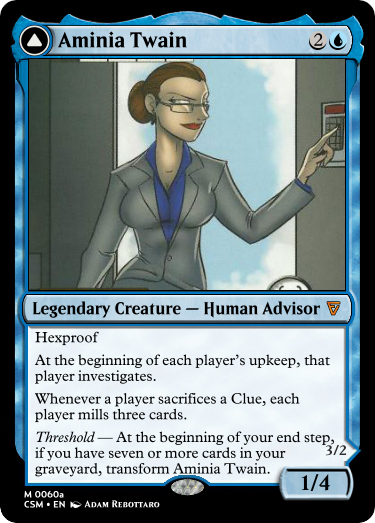 Aminia Twain 2
Legendary Creature — Human Advisor
Hexproof
At the beginning of each player's upkeep, that
player investigates.
Whenever a player sacrifices a Clue, each
player mills three cards.
Threshold — At the beginning of your end step,
if you have seven or more cards in your
graveyard, transform Aminia Twain.
3/2
1/4
M 0060a
CSM • EN Adam Rebottaro